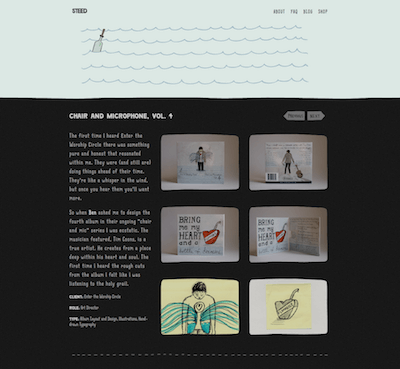 STEED
ABOUT FAQ BLOG SHOP
CHAIR AND MICROPHONE, VOL. 4
PREVIOUS NEXT
The first time I heard Enter the
Worship Circle there was something
pure and honest that resonated
within me. They were (and still are)
doing things ahead of their time.
They're like a whisper in the wind,
but once you hear them you'll want
more.
So when Ben asked me to design the
fourth album in their ongoing "chair
and mic" series I was ecstatic. The
musician featured, Tim Coons, is a
true artist. He creates from a place
deep within his heart and soul. The
first time I heard the rough cuts
from the album I felt like I was
listening to the holy grail.
CLIENT: Enter the Worship Circle
ROLE: Art Director
TYPE: Album Layout and Design, Illustrations, Hand-
drawn Typography
BRING
me MY
HEART
and a
BRING
me MY
HEART
and a